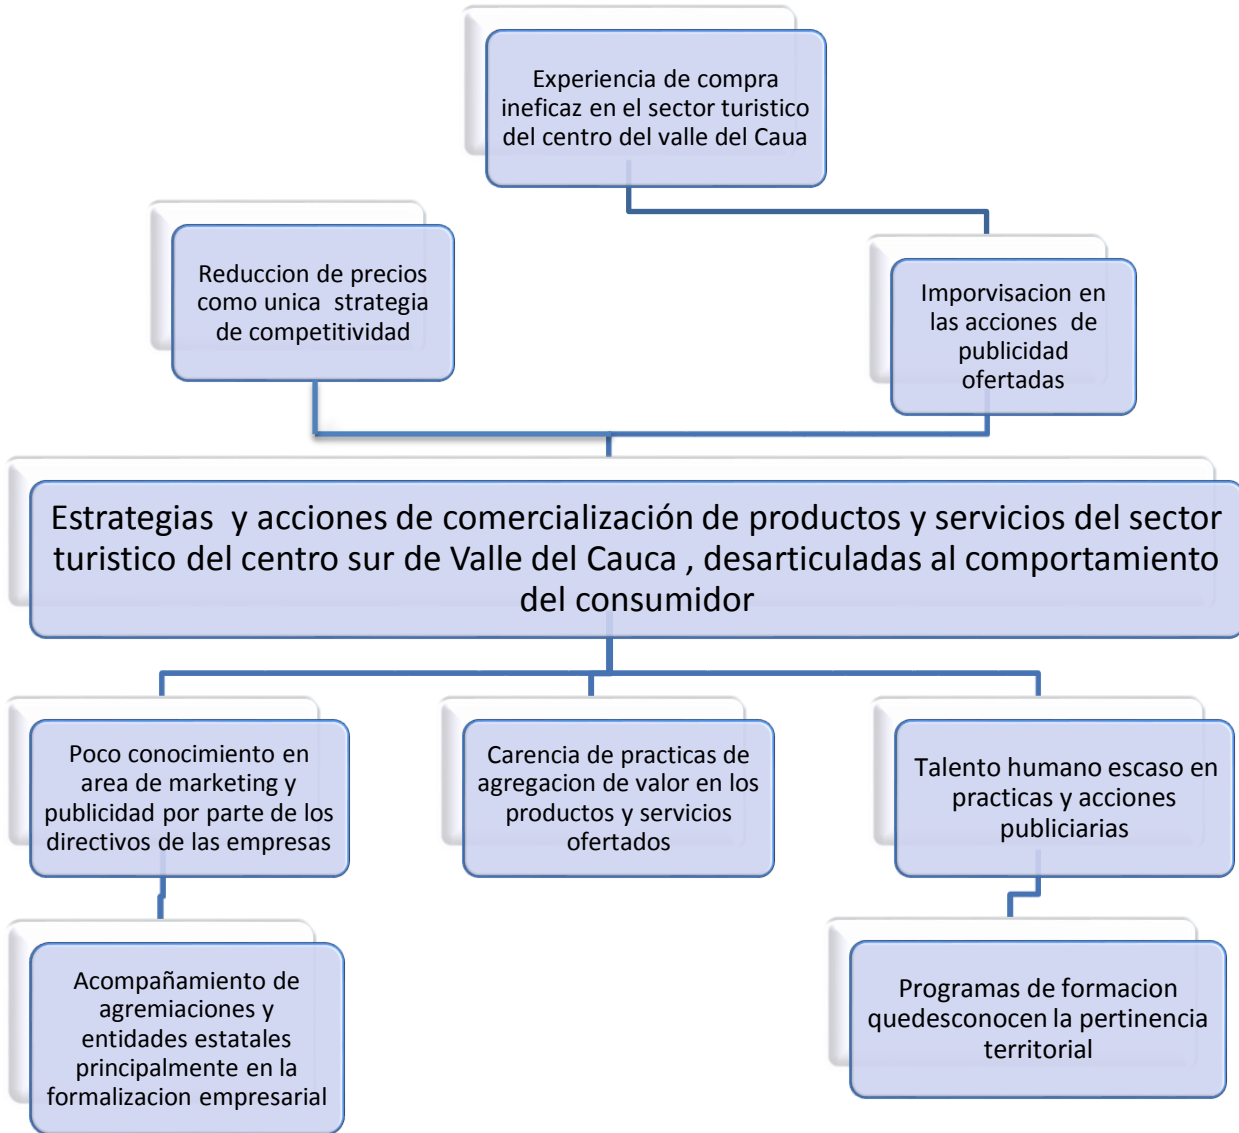 Experiencia de compra
ineficaz en el sector turistico
del centro del valle del Caua
Reduccion de precios
como unica strategia
de competitividad
Imporvisacion en
las acciones de
publicidad
ofertadas
Estrategias y acciones de comercialización de productos y servicios del sector
turistico del centro sur de Valle del Cauca , desarticuladas al comportamiento
del consumidor
Poco conocimiento en
area de marketing y
publicidad por parte de los
directivos de las empresas
Carencia de practicas de
agregacion de valor en los
productos y servicios
ofertados
Talento humano escaso en
practicas y acciones
publiciarias
Acompañamiento de
agremiaciones y
entidades estatales
principalmente en la
formalizacion empresarial
Programas de formacion
quedesconocen la pertinencia
territorial